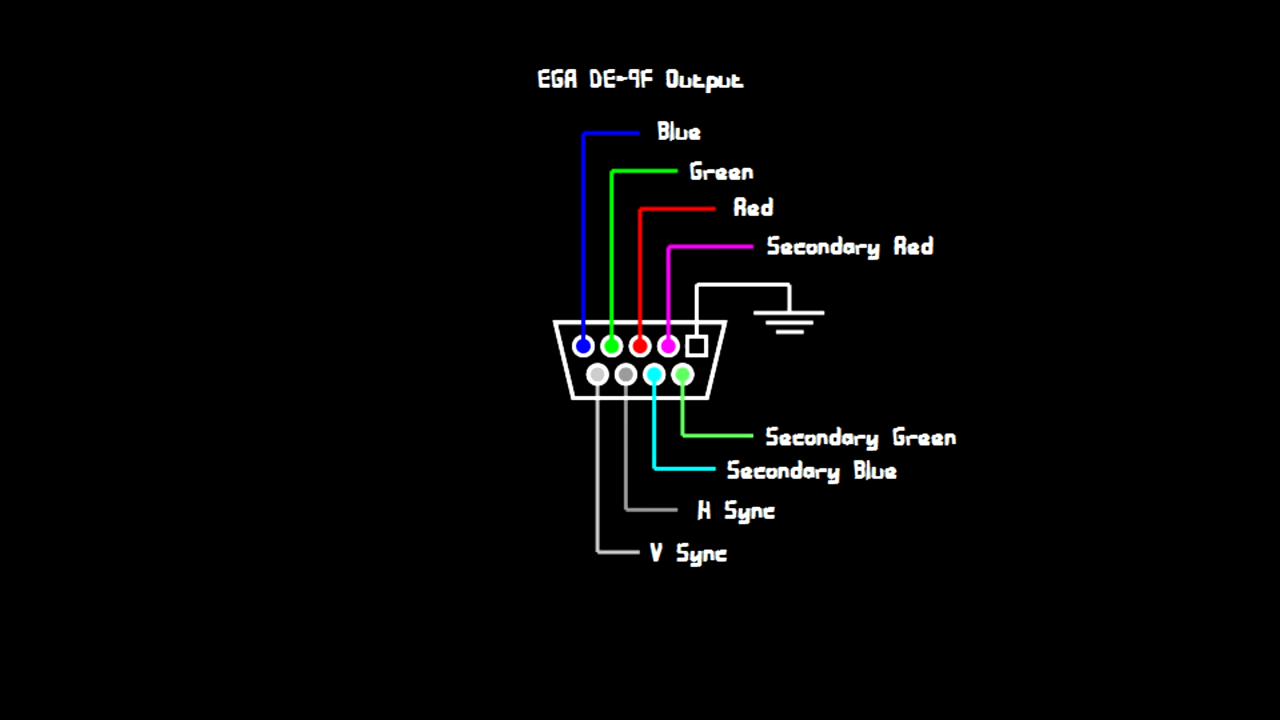 EGA DE-9F Output
Blue
Green
Red
Secondary Red
Secondary Green
Secondary Blue
H Sync
V Sync